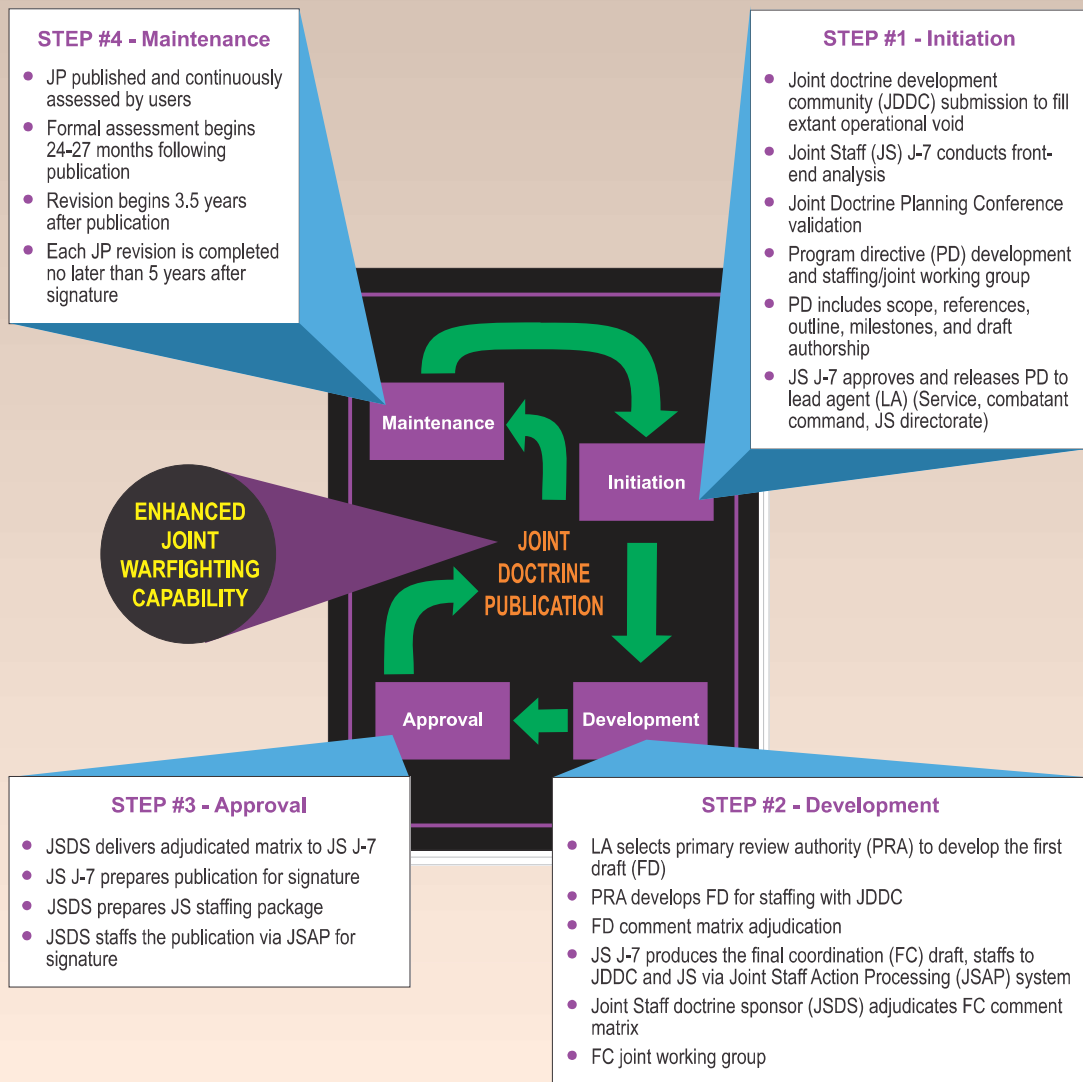 STEP #4 - Maintenance
• JP published and continuously
assessed by users
• Formal assessment begins
24-27 months following
publication
• Revision begins 3.5 years
after publication
• Each JP revision is completed
no later than 5 years after
signature
STEP #1 - Initiation
• Joint doctrine development
community (JDDC) submission to fill
extant operational void
• Joint Staff (JS) J-7 conducts front-
end analysis
• Joint Doctrine Planning Conference
validation
• Program directive (PD) development
and staffing/joint working group
• PD includes scope, references,
outline, milestones, and draft
authorship
• JS J-7 approves and releases PD to
lead agent (LA) (Service, combatant
command, JS directorate)
Maintenance
Initiation
ENHANCED
JOINT
WARFIGHTING
CAPABILITY
JOINT
DOCTRINE
PUBLICATION
Approval
Development
STEP #3 - Approval
• JSDS delivers adjudicated matrix to JS J-7
• JS J-7 prepares publication for signature
• JSDS prepares JS staffing package
• JSDS staffs the publication via JSAP for
signature
STEP #2 - Development
• LA selects primary review authority (PRA) to develop the first
draft (FD)
• PRA develops FD for staffing with JDDC
• FD comment matrix adjudication
• JS J-7 produces the final coordination (FC) draft, staffs to
JDDC and JS via Joint Staff Action Processing (JSAP) system
• Joint Staff doctrine sponsor (JSDS) adjudicates FC comment
matrix
• FC joint working group